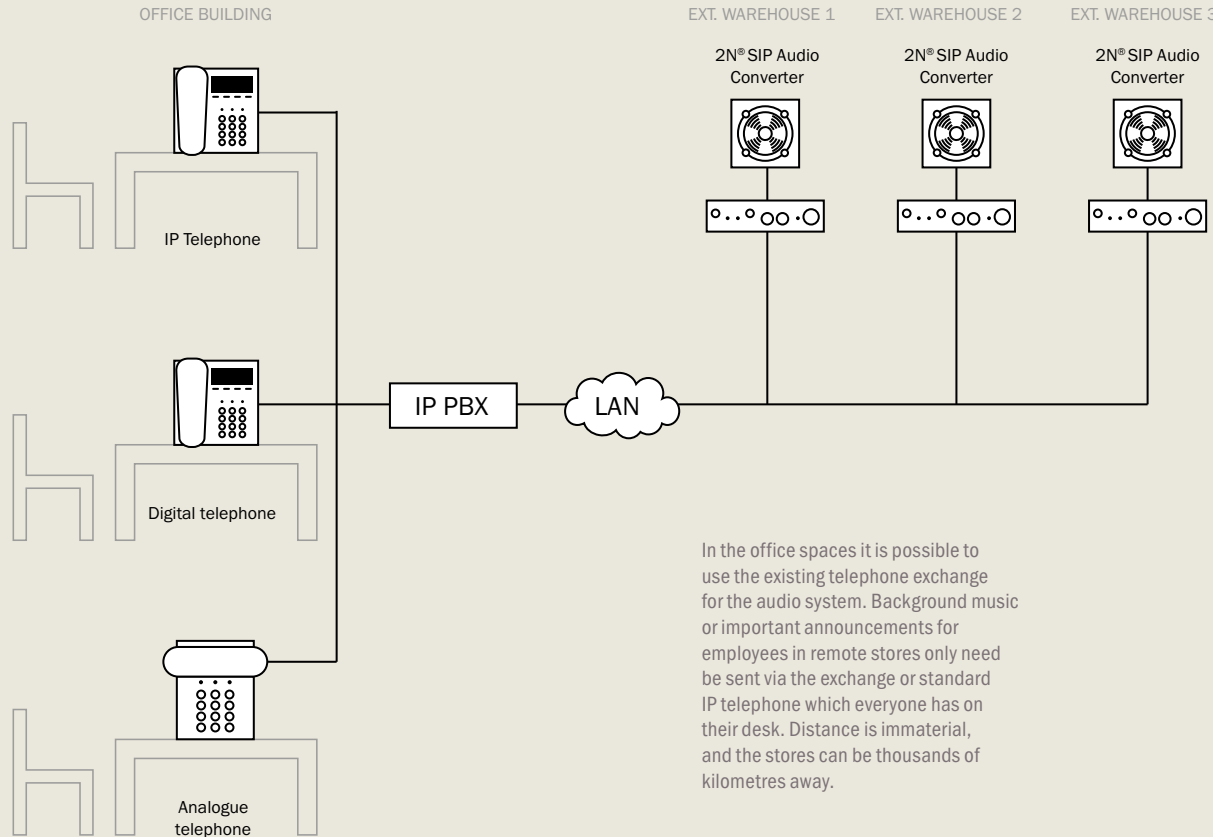 OFFICE BUILDING
EXT. WAREHOUSE 1
EXT. WAREHOUSE 2
EXT. WAREHOUSE 3
2N® SIP Audio
Converter
2N® SIP Audio
Converter
2N® SIP Audio
Converter
IP Telephone
IP PBX
LAN
Digital telephone
In the office spaces it is possible to
use the existing telephone exchange
for the audio system. Background music
or important announcements for
employees in remote stores only need
be sent via the exchange or standard
IP telephone which everyone has on
their desk. Distance is immaterial,
and the stores can be thousands of
kilometres away.
Analogue
telephone